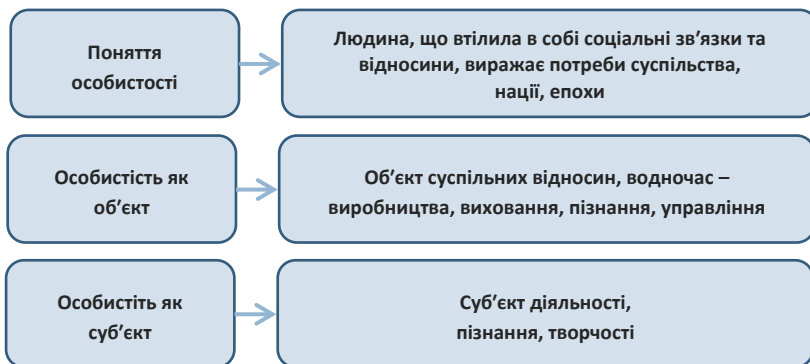 Поняття
особистості
Людина, що втілила в собі соціальні зв’язки та
відносини, виражає потреби суспільства,
нації, епохи
Особистість як
об’єкт
Об’єкт суспільних відносин, водночас –
виробництва, виховання, пізнання, управління
Особистіть як
суб’єкт
Суб’єкт діяльності,
пізнання, творчості